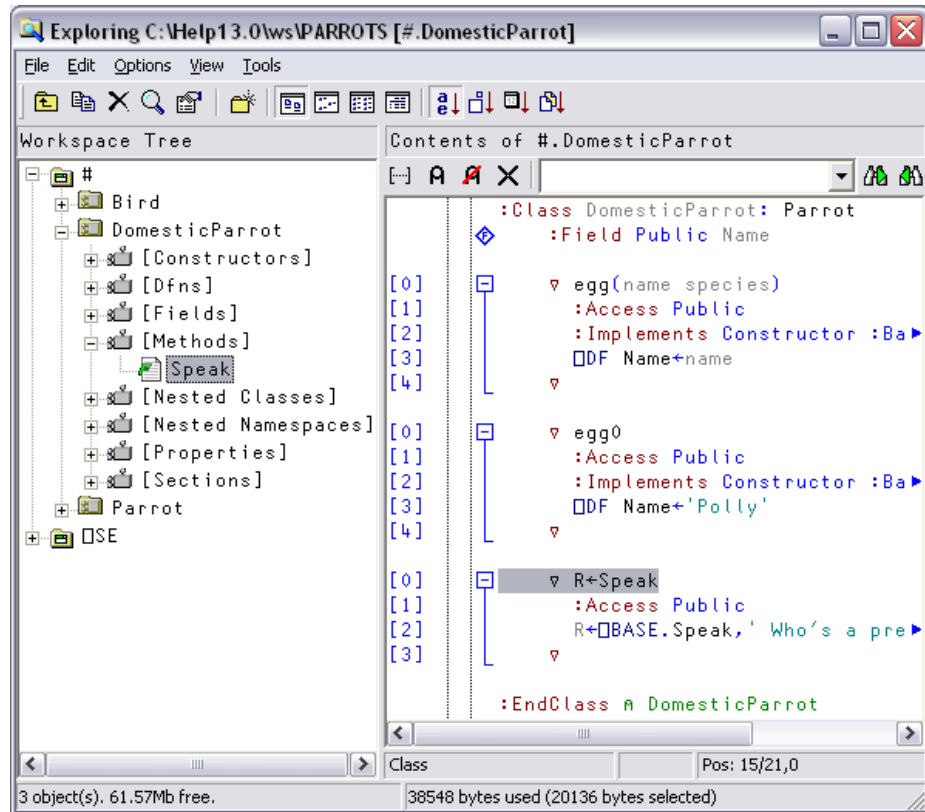 Exploring C:\Help13.0\ws\PARROTS [#.DomesticParrot]
File Edit Options View Tools
Workspace Tree
#
Bird
DomesticParrot
[Constructors]
[Dfns]
[Fields]
[Methods]
Speak
[Nested Classes]
[Nested Namespaces]
[Properties]
[Sections]
Parrot
⎕SE
Contents of #.DomesticParrot
:Class DomesticParrot: Parrot
:Field Public Name
[0] ∇ egg(name species)
[1] :Access Public
[2] :Implements Constructor :Ba
[3] ⎕DF Name←name
[4] ∇
[0] ∇ egg0
[1] :Access Public
[2] :Implements Constructor :Ba
[3] ⎕DF Name←'Polly'
[4] ∇
[0] ∇ R←Speak
[1] :Access Public
[2] R←⎕BASE.Speak,' Who's a pre
[3] ∇
:EndClass ⍝ DomesticParrot
Class Pos: 15/21,0
3 object(s). 61.57Mb free. 38548 bytes used (20136 bytes selected)